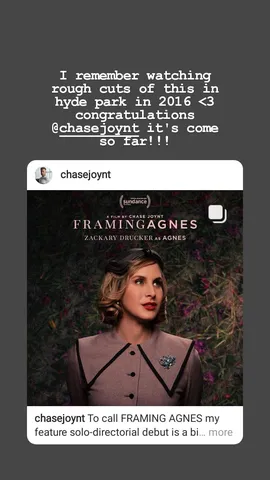 I remember watching
rough cuts of this in
hyde park in 2016 <3
congratulations
@chasejoynt it's come
so far!!!
chasejoynt
sundance
A FILM BY CHASE JOYNT
FRAMING AGNES
ZACKARY DRUCKER AS AGNES
chasejoynt To call FRAMING AGNES my
feature solo-directorial debut is a bi... more